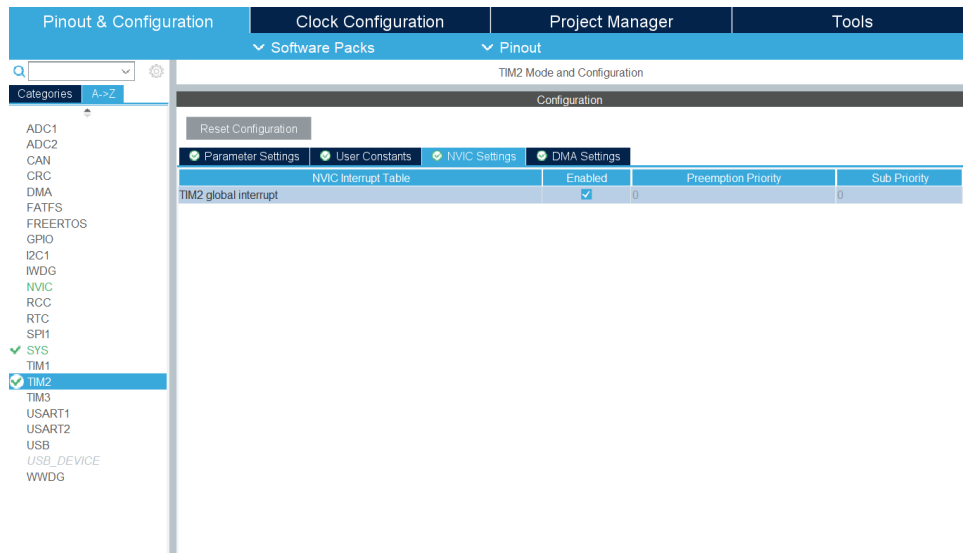 Pinout & Configuration Clock Configuration Project Manager Tools
Software Packs Pinout
TIM2 Mode and Configuration
Categories A->Z
Configuration
Reset Configuration
Parameter Settings User Constants NVIC Settings DMA Settings
NVIC Interrupt Table Enabled Preemption Priority Sub Priority
TIM2 global interrupt 0 0
ADC1
ADC2
CAN
CRC
DMA
FATFS
FREERTOS
GPIO
I2C1
IWDG
NVIC
RCC
RTC
SPI1
SYS
TIM1
TIM2
TIM3
USART1
USART2
USB
USB_DEVICE
WWDG